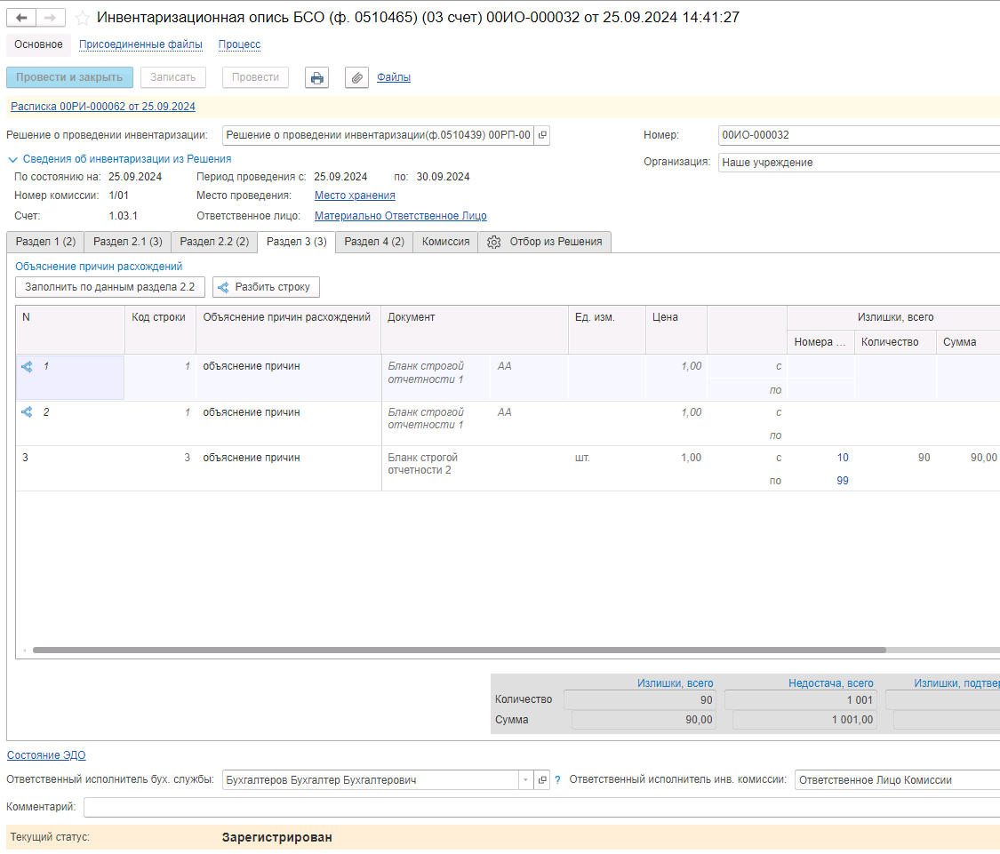 Инвентаризационная опись БСО (ф. 0510465) (03 счет) 00ИО-000032 от 25.09.2024 14:41:27
Основное Присоединенные файлы Процесс
Провести и закрыть Записать Провести Файлы
Расписка 00РИ-000062 от 25.09.2024
Решение о проведении инвентаризации: Решение о проведении инвентаризации(ф.0510439) 00РП-00 Номер: 00ИО-000032
Сведения об инвентаризации из Решения Организация: Наше учреждение
По состоянию на: 25.09.2024 Период проведения с: 25.09.2024 по: 30.09.2024
Номер комиссии: 1/01 Место проведения: Место хранения
Счет: 1.03.1 Ответственное лицо: Материально Ответственное Лицо
Раздел 1 (2) Раздел 2.1 (3) Раздел 2.2 (2) Раздел 3 (3) Раздел 4 (2) Комиссия Отбор из Решения
Объяснение причин расхождений
Заполнить по данным раздела 2.2 Разбить строку
N Код строки Объяснение причин расхождений Документ Ед. изм. Цена Излишки, всего
Номера ... Количество Сумма
1 1 объяснение причин Бланк строгой АА 1,00 с
отчетности 1
по
2 1 объяснение причин Бланк строгой АА 1,00 с
отчетности 1
по
3 3 объяснение причин Бланк строгой шт. 1,00 с 10 90 90,00
отчетности 2
по 99
Излишки, всего Недостача, всего Излишки, подтвер
Количество 90 1 001
Сумма 90,00 1 001,00
Состояние ЭДО
Ответственный исполнитель бух. службы: Бухгалтеров Бухгалтер Бухгалтерович ? Ответственный исполнитель инв. комиссии: Ответственное Лицо Комиссии
Комментарий:
Текущий статус: Зарегистрирован